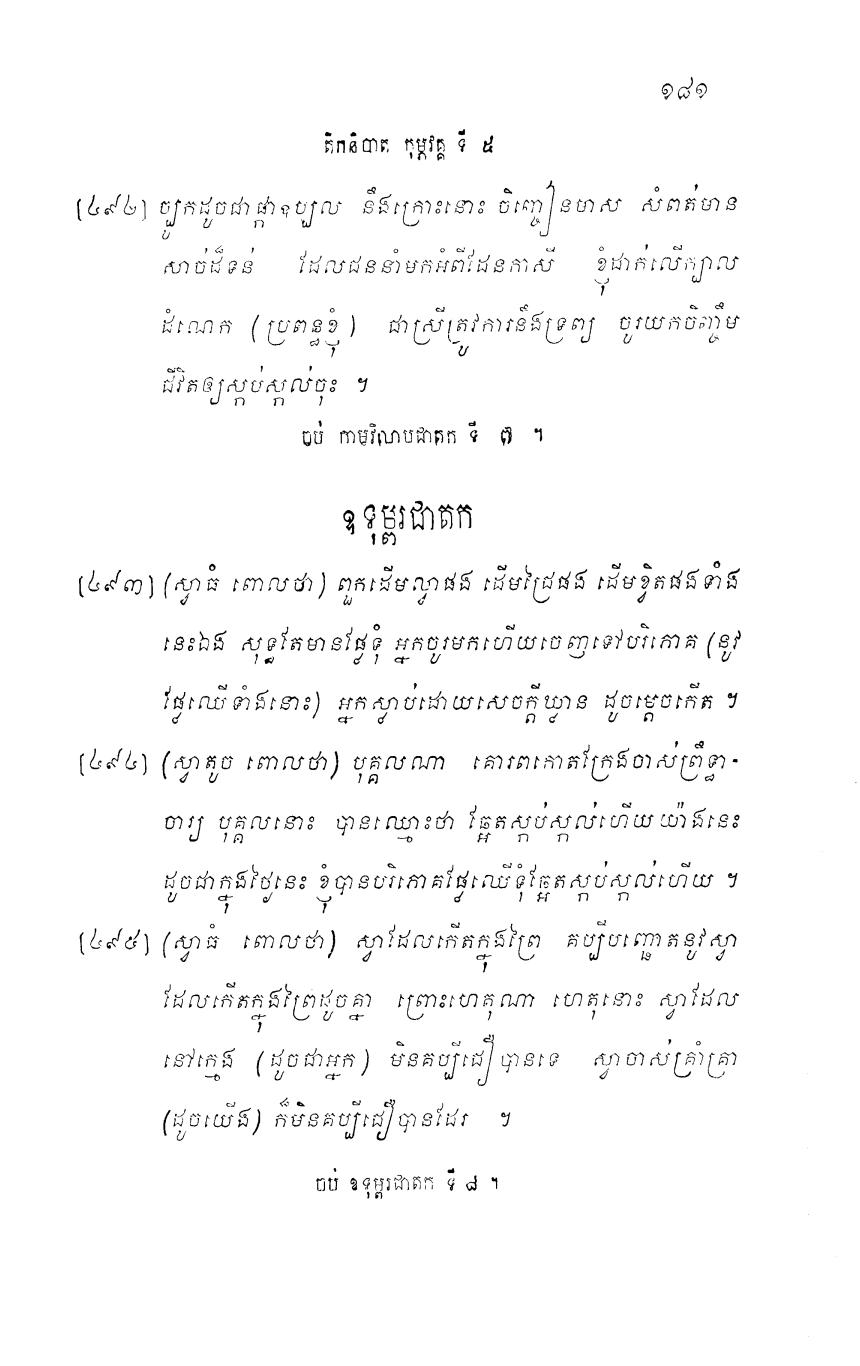 ១៨១
តិកនិបាត កុម្ភវគ្គ ទី ៥
[៤៩២] ច្បូកដូចជាផ្កាឧប្បល នឹងក្រោះនោះ ចិញ្ចៀនមាស សំពត់មាន
សាច់ដ៏ទន់ ដែលជននាំមកអំពីដែនកាសី ខ្ញុំដាក់លើក្បាល
ដំណេក (ប្រពន្ធខ្ញុំ) ជាស្រីត្រូវការនឹងទ្រព្យ ចូរយកចិញ្ចឹម
ជីវិតឲ្យស្កប់ស្កល់ចុះ ។
ចប់ កាមវិលាបជាតក ទី ៧ ។
ឧទុម្ពរជាតក
[៤៩៣] (ស្វាធំ ពោលថា) ពួកដើមល្វាផង ដើមជ្រៃផង ដើមខ្វិតផងទាំង
នេះឯង សុទ្ធតែមានផ្លែទុំ អ្នកចូរមកហើយចេញទៅបរិភោគ (នូវ
ផ្លែឈើទាំងនោះ) អ្នកស្លាប់ដោយសេចក្តីឃ្លាន ដូចម្តេចកើត ។
[៤៩៤] (ស្វាតូច ពោលថា) បុគ្គលណា គោរពកោតក្រែងចាស់ព្រឹទ្ធា-
ចារ្យ បុគ្គលនោះ បានឈ្មោះថា ឆ្អែតស្កប់ស្កល់ហើយ យ៉ាងនេះ
ដូចជាក្នុងថ្ងៃនេះ ខ្ញុំបានបរិភោគផ្លែឈើទុំឆ្អែតស្កប់ស្កល់ហើយ ។
[៤៩៥] (ស្វាធំ ពោលថា) ស្វាដែលកើតក្នុងព្រៃ គប្បីបញ្ឆោតនូវស្វា
ដែលកើតក្នុងព្រៃដូចគ្នា ព្រោះហេតុណា ហេតុនោះ ស្វាដែល
នៅក្មេង (ដូចជាអ្នក) មិនគប្បីជឿបានទេ ស្វាចាស់គ្រាំគ្រា
(ដូចយើង) ក៏មិនគប្បីជឿបានដែរ ។
ចប់ ឧទុម្ពរជាតក ទី ៨ ។